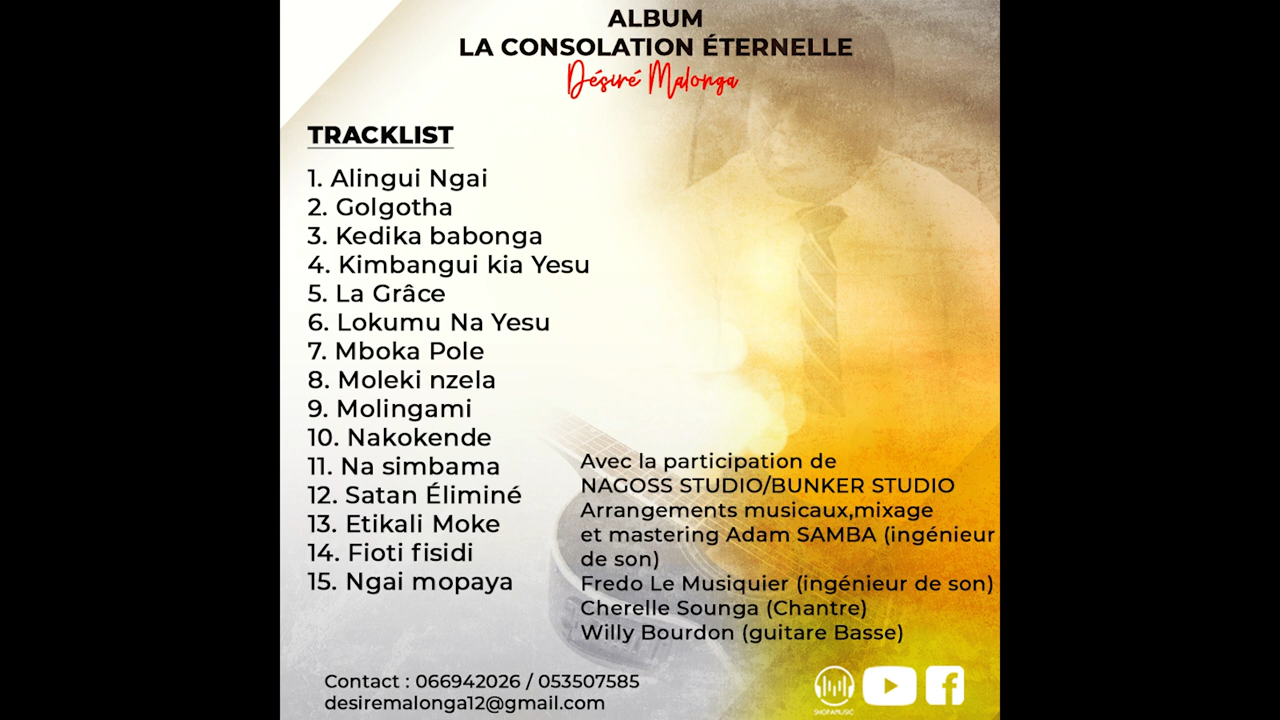 ALBUM
LA CONSOLATION ÉTERNELLE
Désiré Malonga
TRACKLIST
1. Alingui Ngai
2. Golgotha
3. Kedika babonga
4. Kimbangui kia Yesu
5. La Grâce
6. Lokumu Na Yesu
7. Mboka Pole
8. Moleki nzela
9. Molingami
10. Nakokende
11. Na simbama
12. Satan Éliminé
13. Etikali Moke
14. Fioti fisidi
15. Ngai mopaya
Avec la participation de
NAGOSS STUDIO/BUNKER STUDIO
Arrangements musicaux,mixage
et mastering Adam SAMBA (ingénieur
de son)
Fredo Le Musiquier (ingénieur de son)
Cherelle Sounga (Chantre)
Willy Bourdon (guitare Basse)
Contact : 066942026 / 053507585
desiremalonga12@gmail.com